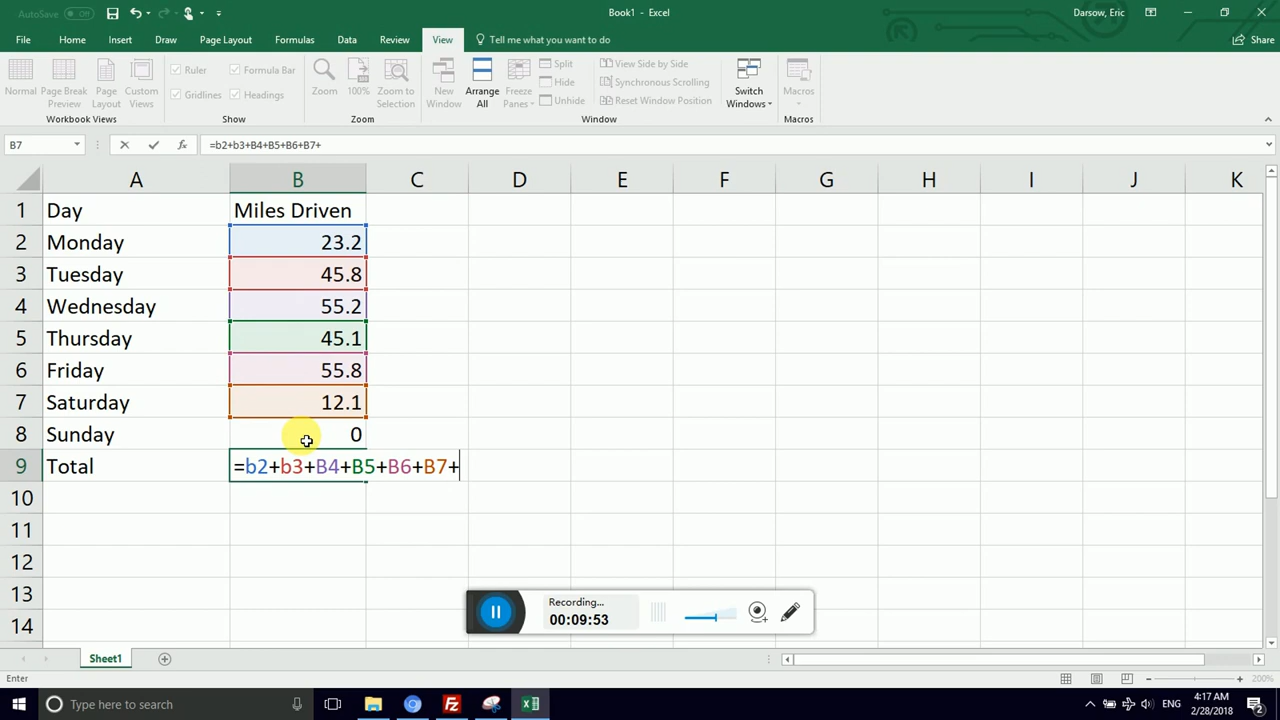 AutoSave Off
Book1 - Excel
Darsow, Eric
File Home Insert Draw Page Layout Formulas Data Review View Tell me what you want to do Share
Normal Page Break Preview Page Layout Custom Views
Workbook Views
Ruler Formula Bar
Gridlines Headings
Show
Zoom 100% Zoom to Selection
Zoom
New Window Arrange All Freeze Panes
Split
Hide
Unhide
View Side by Side
Synchronous Scrolling
Reset Window Position
Switch Windows
Window
Macros
Macros
B7 fx =b2+b3+B4+B5+B6+B7+
A B C D E F G H I J K
1 Day Miles Driven
2 Monday 23.2
3 Tuesday 45.8
4 Wednesday 55.2
5 Thursday 45.1
6 Friday 55.8
7 Saturday 12.1
8 Sunday 0
9 Total =b2+b3+B4+B5+B6+B7+
10
11
12
13
14
Recording...
00:09:53
Sheet1
Enter
200%
Type here to search
ENG
4:17 AM
2/28/2018
2